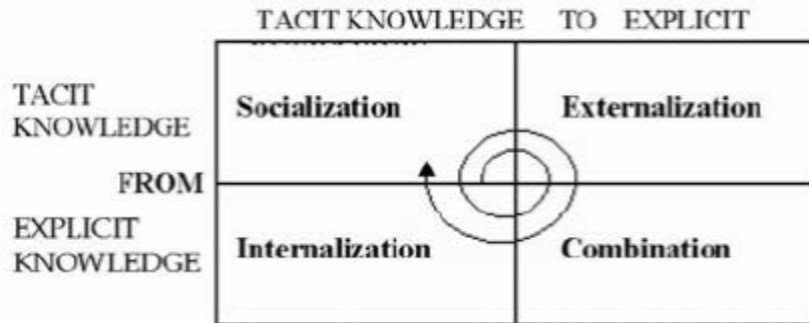 TACIT KNOWLEDGE TO EXPLICIT
TACIT
KNOWLEDGE
Socialization
Externalization
FROM
EXPLICIT
KNOWLEDGE
Internalization
Combination